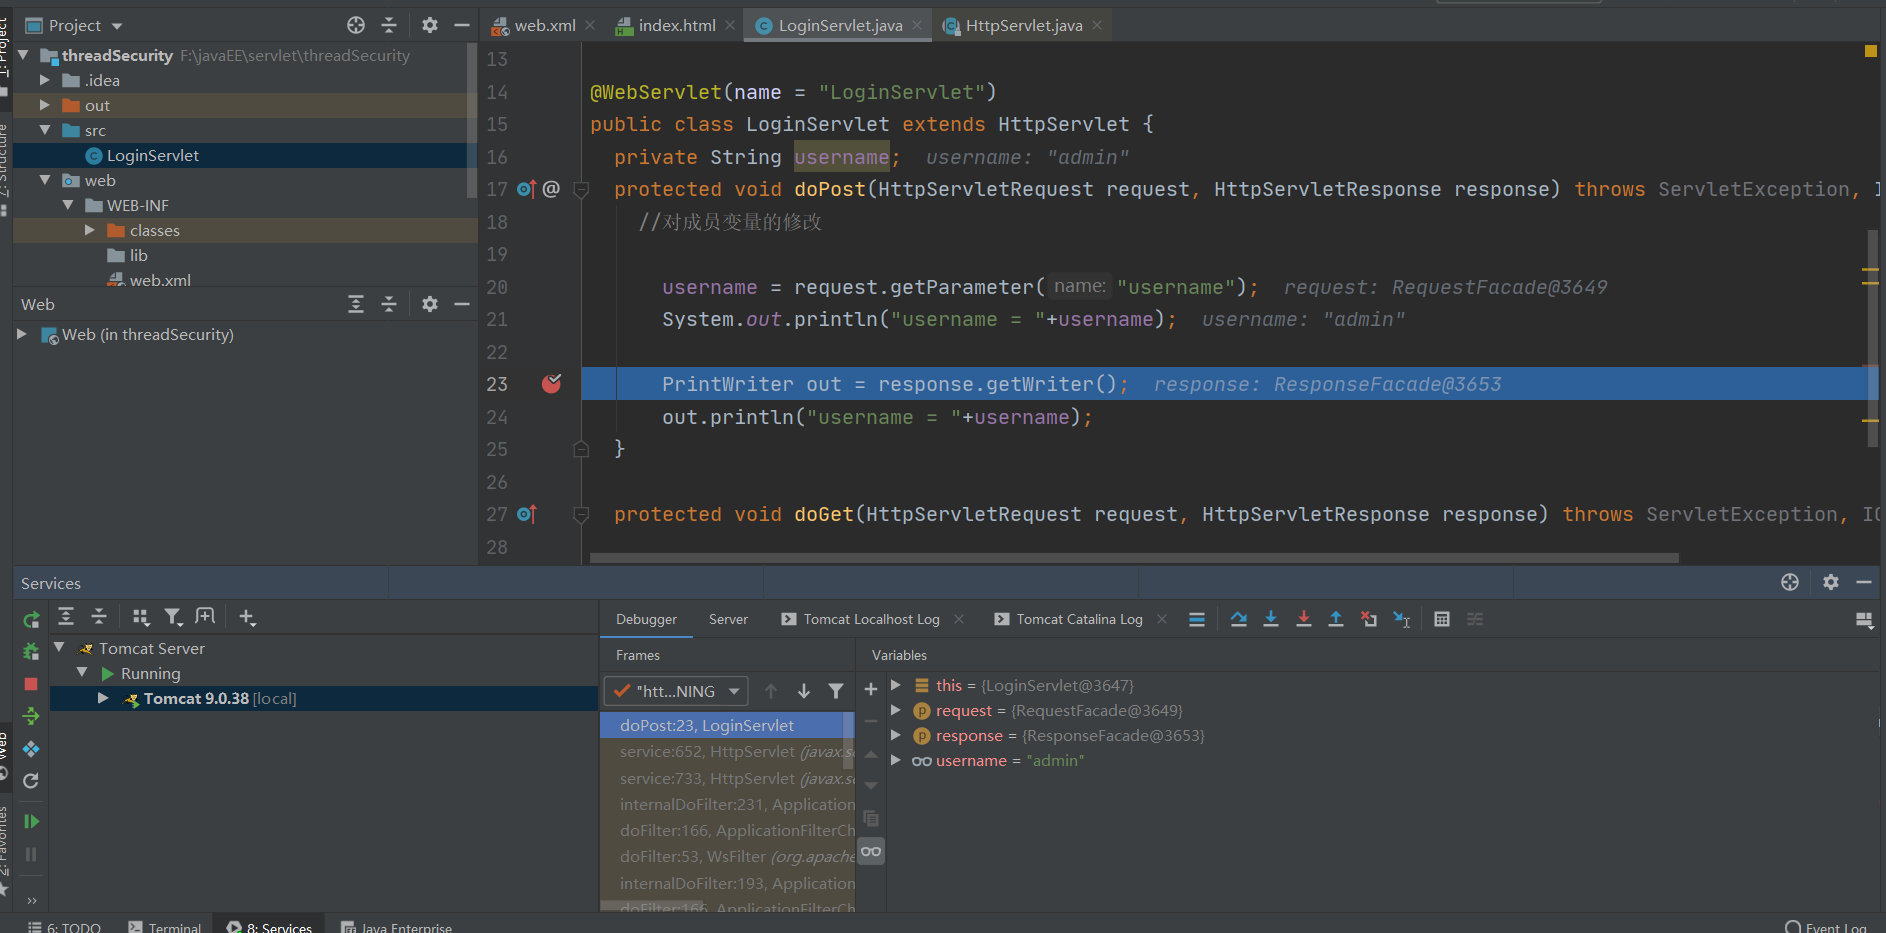 Project
web.xml
index.html
LoginServlet.java
HttpServlet.java
1: Project
threadSecurity F:\javaEE\servlet\threadSecurity
.idea
out
src
LoginServlet
web
WEB-INF
classes
lib
web.xml
7: Structure
Web
Web (in threadSecurity)
13
14 @WebServlet(name = "LoginServlet")
15 public class LoginServlet extends HttpServlet {
16 private String username; username: "admin"
17 @ protected void doPost(HttpServletRequest request, HttpServletResponse response) throws ServletException, I
18 //对成员变量的修改
19
20 username = request.getParameter( name: "username"); request: RequestFacade@3649
21 System.out.println("username = "+username); username: "admin"
22
23 PrintWriter out = response.getWriter(); response: ResponseFacade@3653
24 out.println("username = "+username);
25 }
26
27 protected void doGet(HttpServletRequest request, HttpServletResponse response) throws ServletException, IO
28
Services
Tomcat Server
Running
Tomcat 9.0.38 [local]
Web
2: Favorites
Debugger
Server
Tomcat Localhost Log
Tomcat Catalina Log
Frames
Variables
"htt...NING
doPost:23, LoginServlet
service:652, HttpServlet (javax.se
service:733, HttpServlet (javax.se
internalDoFilter:231, Application
doFilter:166, ApplicationFilterCh
doFilter:53, WsFilter (org.apache
internalDoFilter:193, Application
doFilter:166, ApplicationFilterCh
this = {LoginServlet@3647}
request = {RequestFacade@3649}
response = {ResponseFacade@3653}
username = "admin"
6: TODO
Terminal
8: Services
Java Enterprise
Event Log